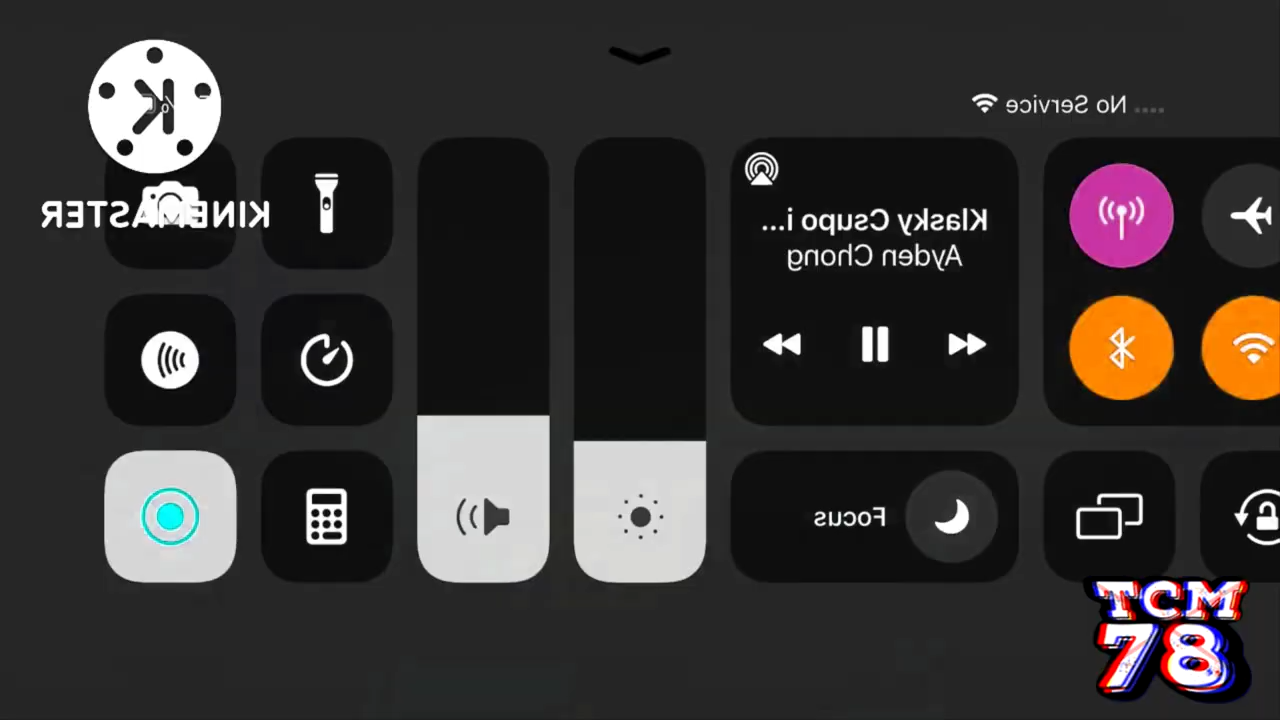 No Service
KINEMASTER
Klasky Csupo i...
Ayden Chong
Focus
TCM
78